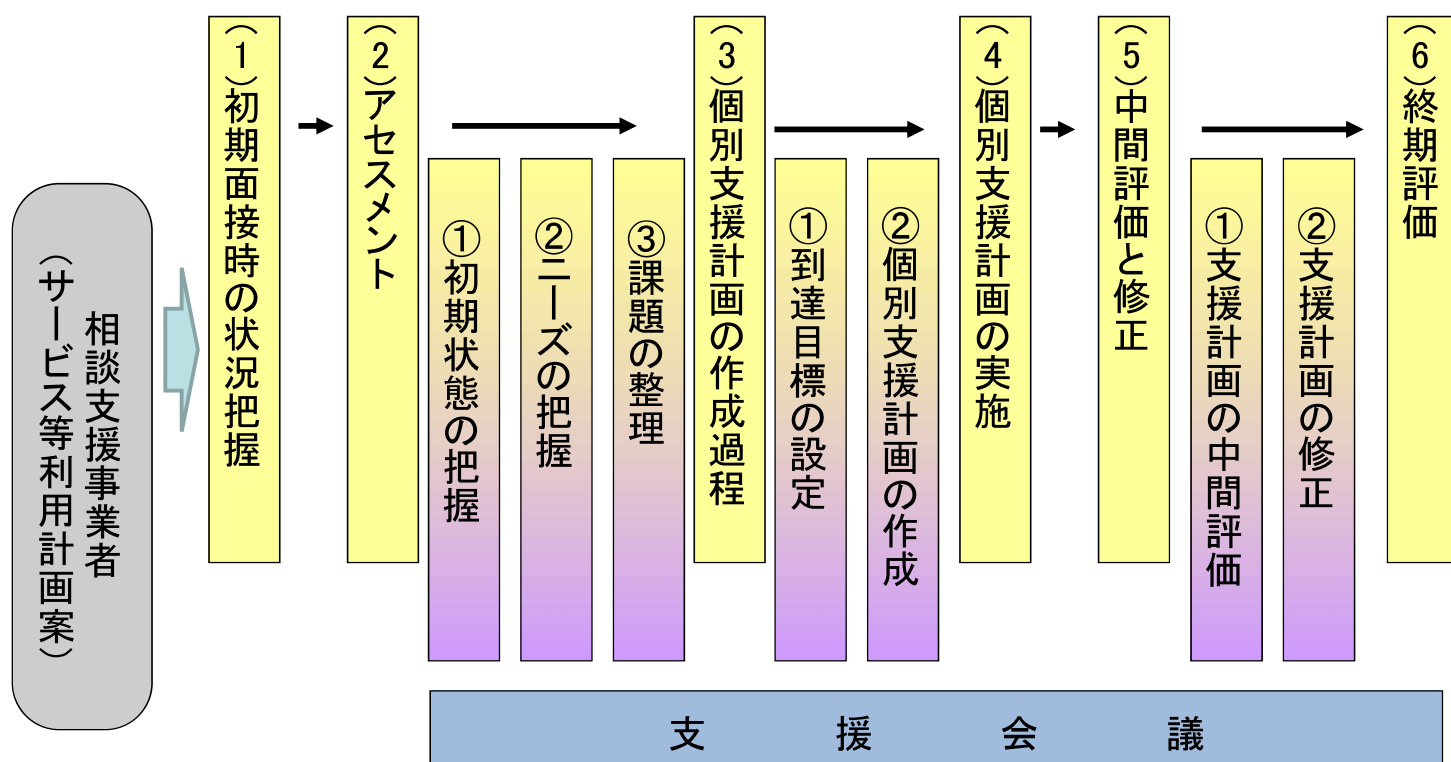 相談支援事業者
（サービス等利用計画案）
（1）初期面接時の状況把握
（2）アセスメント
①初期状態の把握
②ニーズの把握
③課題の整理
（3）個別支援計画の作成過程
①到達目標の設定
②個別支援計画の作成
（4）個別支援計画の実施
（5）中間評価と修正
①支援計画の中間評価
②支援計画の修正
（6）終期評価
支援会議